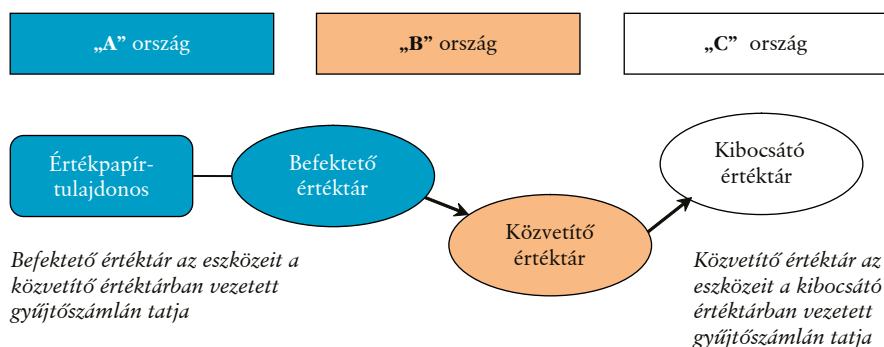 „A” ország
„B” ország
„C” ország
Értékpapír-
tulajdonos
Befektető
értéktár
Közvetítő
értéktár
Kibocsátó
értéktár
Befektető értéktár az eszközeit a
közvetítő értéktárban vezetett
gyűjtőszámlán tatja
Közvetítő értéktár az
eszközeit a kibocsátó
értéktárban vezetett
gyűjtőszámlán tatja